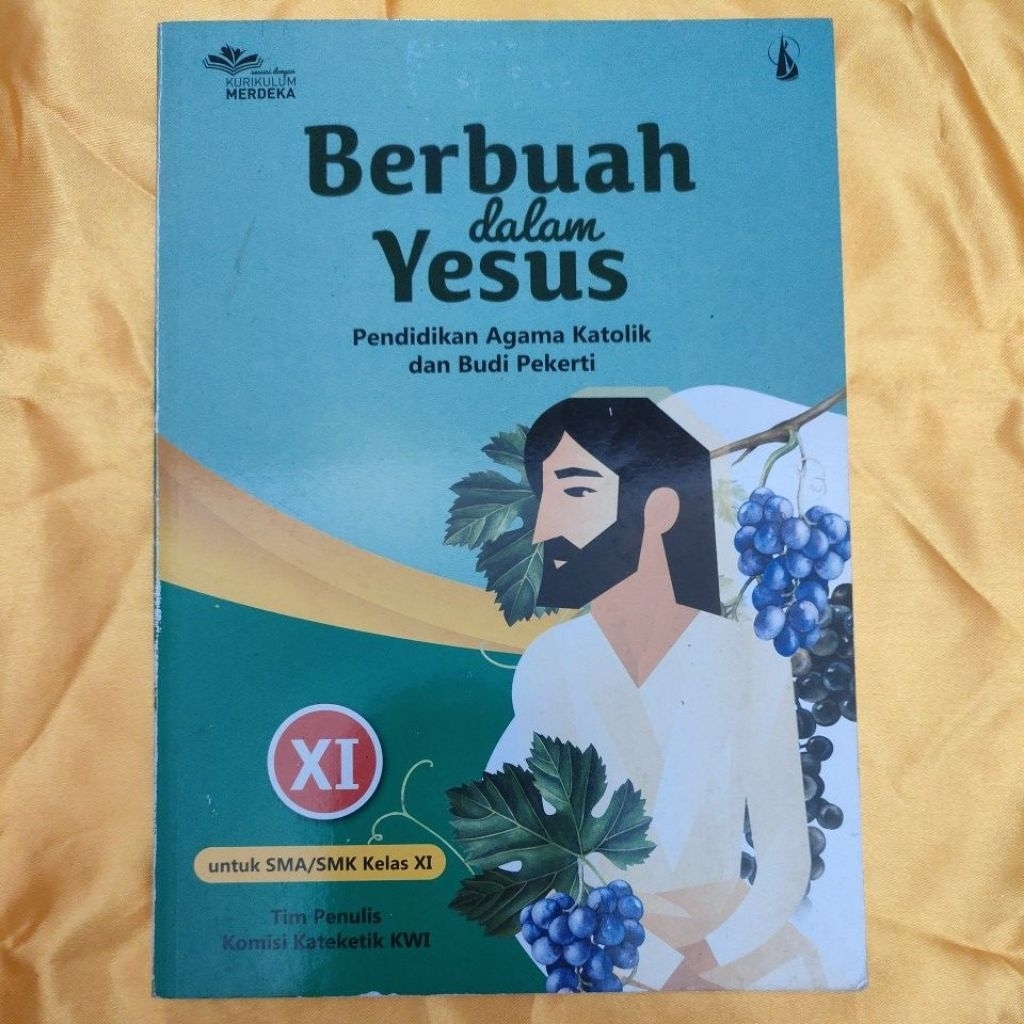 sesuai dengan
KURIKULUM
MERDEKA
Berbuah
dalam
Yesus
Pendidikan Agama Katolik
dan Budi Pekerti
XI
untuk SMA/SMK Kelas XI
Tim Penulis
Komisi Kateketik KWI